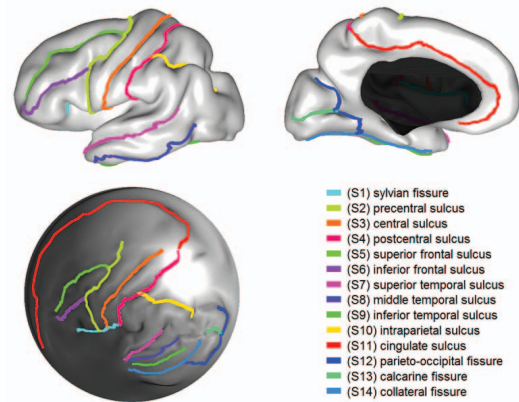 (S1) sylvian fissure
(S2) precentral sulcus
(S3) central sulcus
(S4) postcentral sulcus
(S5) superior frontal sulcus
(S6) inferior frontal sulcus
(S7) superior temporal sulcus
(S8) middle temporal sulcus
(S9) inferior temporal sulcus
(S10) intraparietal sulcus
(S11) cingulate sulcus
(S12) parieto-occipital fissure
(S13) calcarine fissure
(S14) collateral fissure